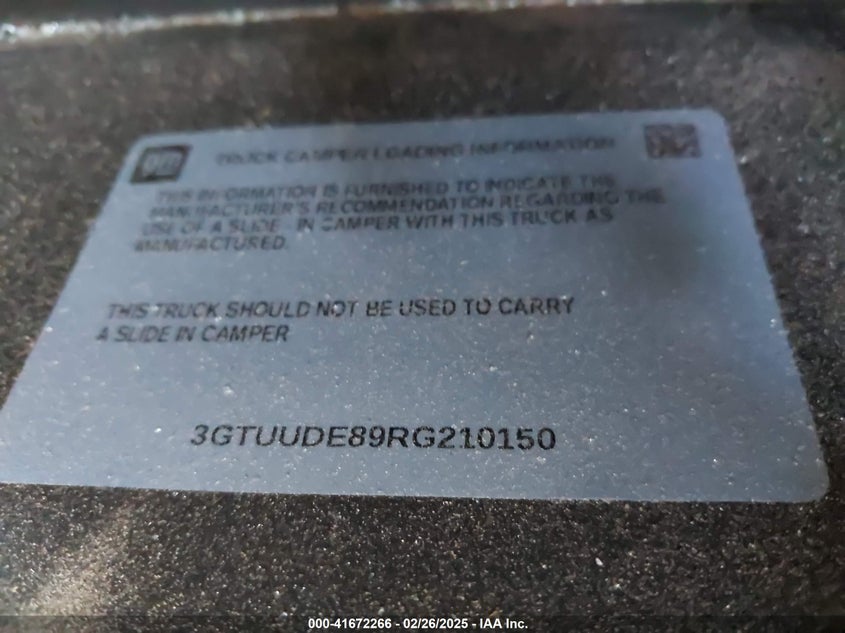 gm TRUCK CAMPER LOADING INFORMATION
THIS INFORMATION IS FURNISHED TO INDICATE THE
MANUFACTURER'S RECOMMENDATION REGARDING THE
USE OF A SLIDE IN CAMPER WITH THIS TRUCK AS
MANUFACTURED.
THIS TRUCK SHOULD NOT BE USED TO CARRY
A SLIDE IN CAMPER
3GTUUDE89RG210150
000-41672266 - 02/26/2025 - IAA Inc.